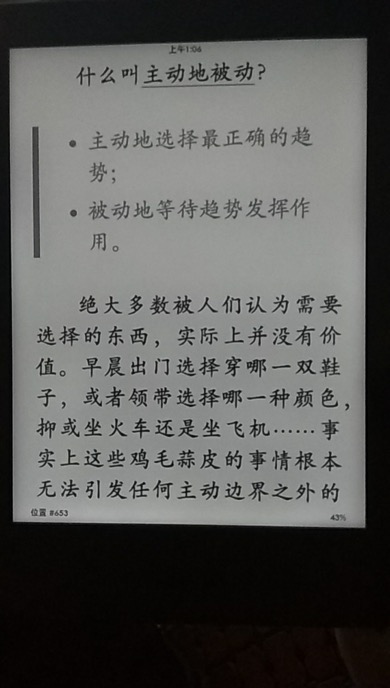 上午1:06
什么叫主动地被动?
• 主动地选择最正确的趋
势;
• 被动地等待趋势发挥作
用。
绝大多数被人们认为需要
选择的东西，实际上并没有价
值。早晨出门选择穿哪一双鞋
子，或者领带选择哪一种颜色，
抑或坐火车还是坐飞机……事
实上这些鸡毛蒜皮的事情根本
无法引发任何主动边界之外的
位置 #653
43%